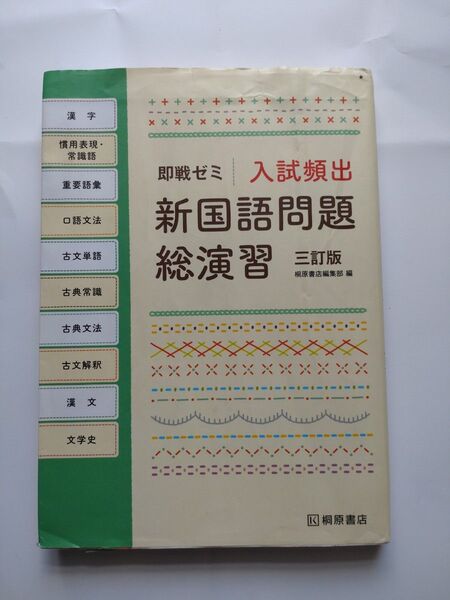 漢字
慣用表現・
常識語
重要語彙
口語文法
古文単語
古典常識
古典文法
古文解釈
漢文
文学史
即戦ゼミ 入試頻出
新国語問題
総演習 三訂版
桐原書店編集部 編
K 桐原書店